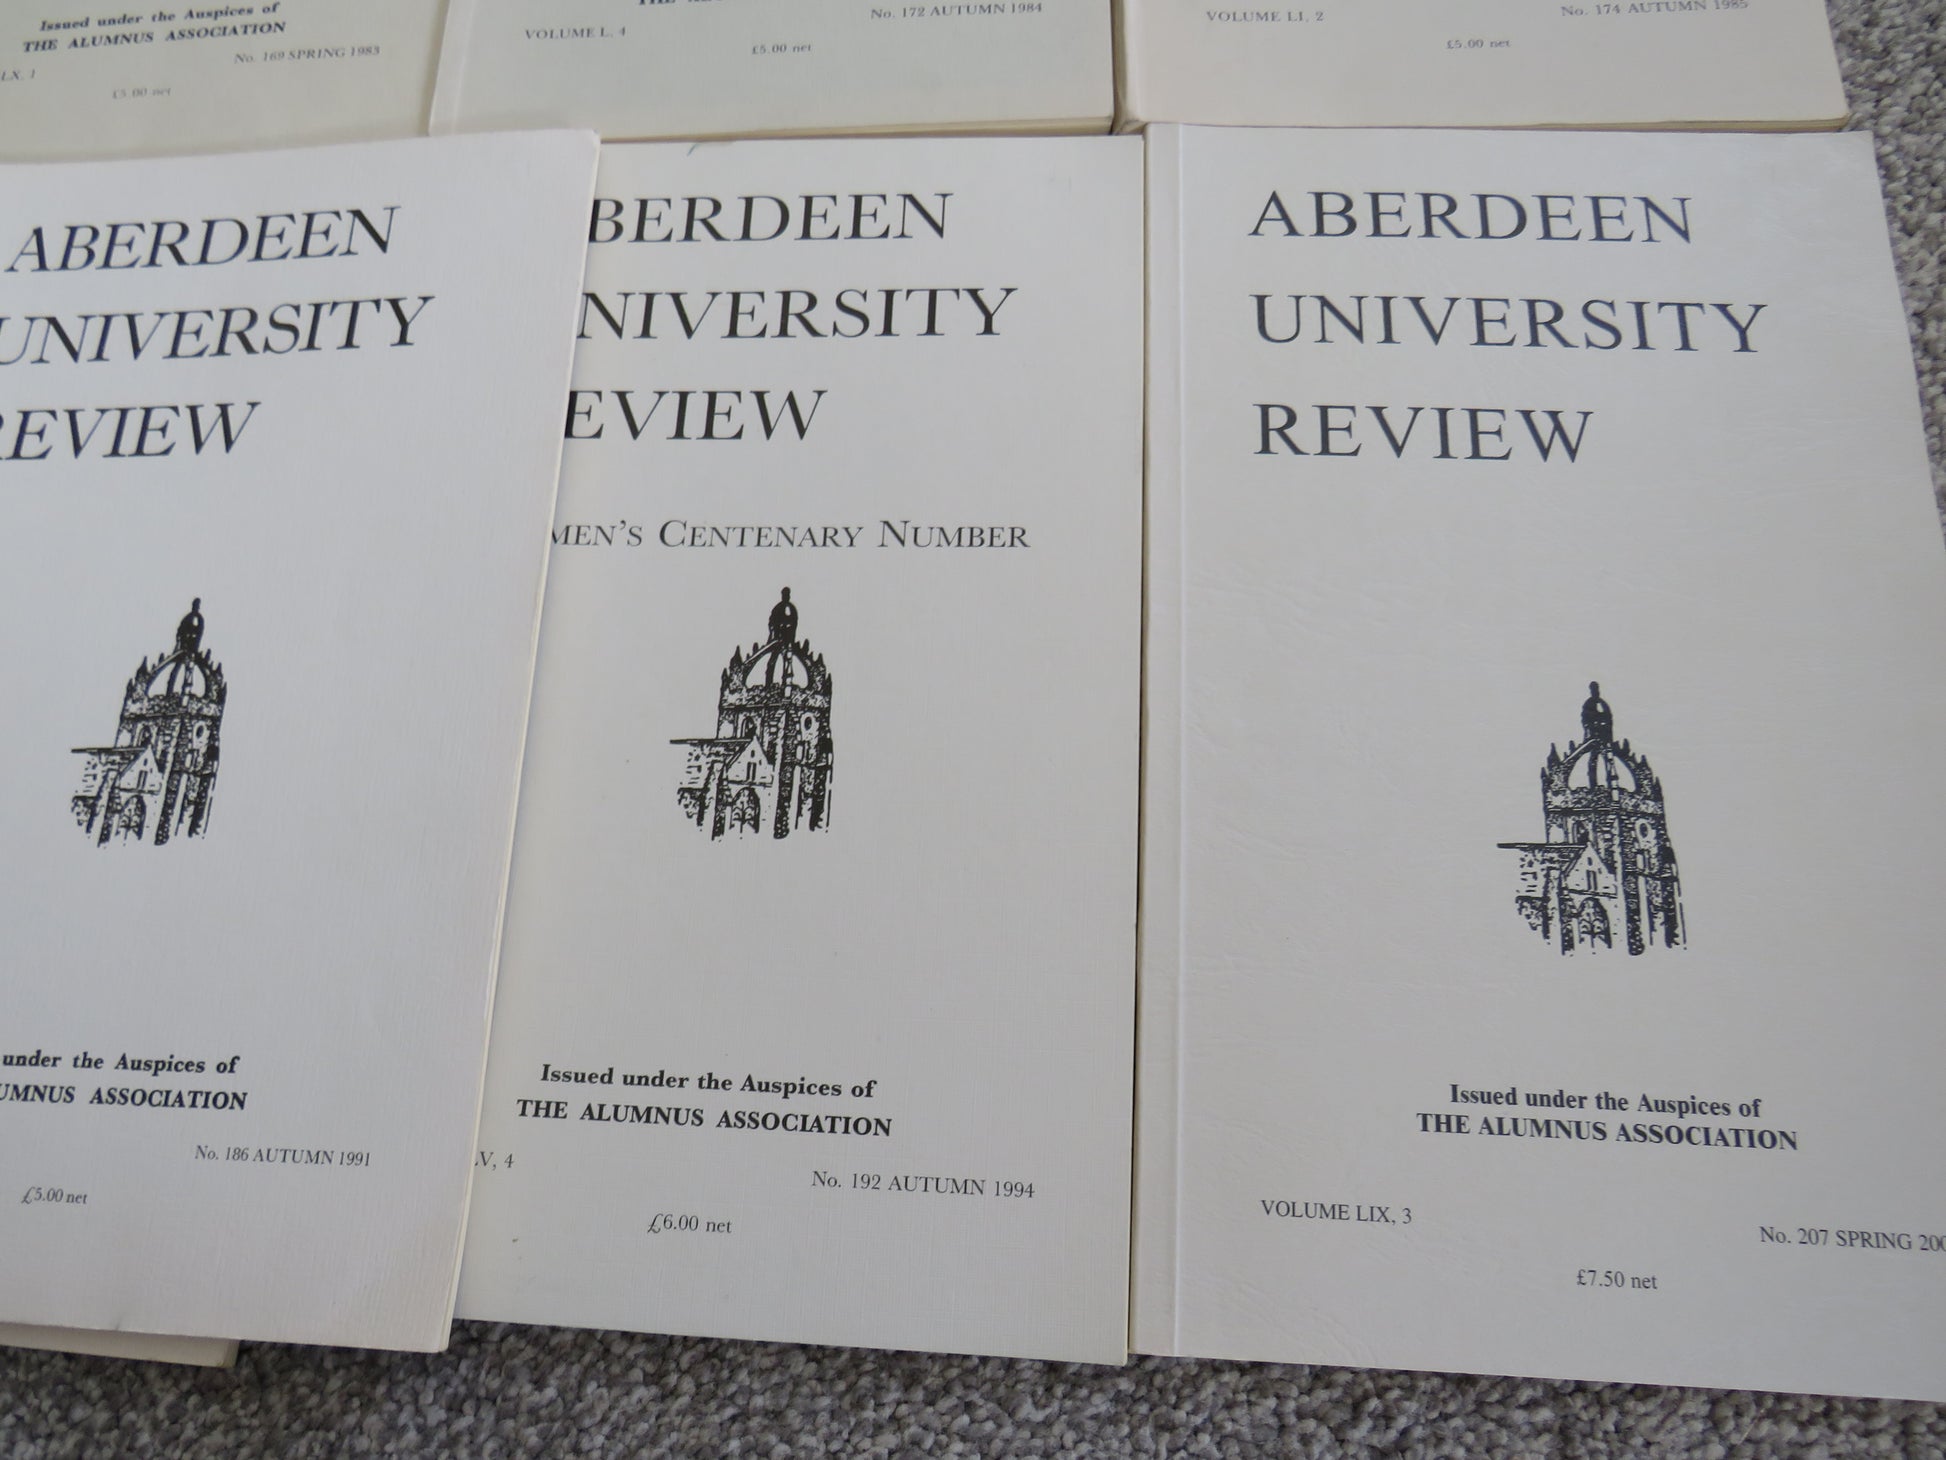 Issued under the Auspices of
THE ALUMNUS ASSOCIATION
No. 169 SPRING 1983
LX. 1
£5.00 net
No. 172 AUTUMN 1984
VOLUME L. 4
£5.00 net
No. 174 AUTUMN 1985
VOLUME LI, 2
£5.00 net
ABERDEEN
UNIVERSITY
REVIEW
under the Auspices of
UMNUS ASSOCIATION
No. 186 AUTUMN 1991
£5.00 net
BERDEEN
NIVERSITY
EVIEW
MEN'S CENTENARY NUMBER
Issued under the Auspices of
THE ALUMNUS ASSOCIATION
V, 4
No. 192 AUTUMN 1994
£6.00 net
ABERDEEN
UNIVERSITY
REVIEW
Issued under the Auspices of
THE ALUMNUS ASSOCIATION
VOLUME LIX, 3
No. 207 SPRING 200
£7.50 net